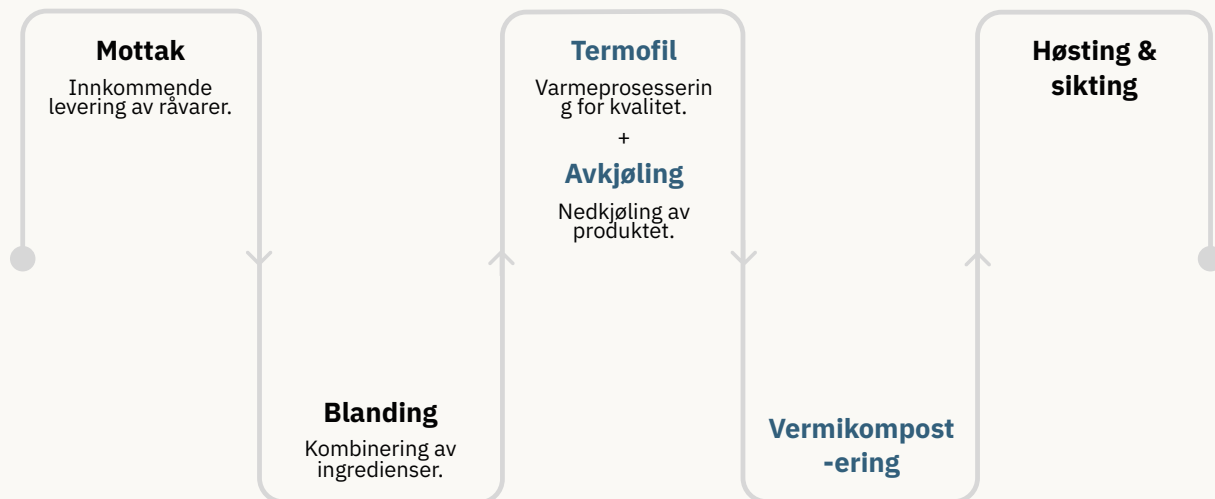 Mottak
Innkommende
levering av råvarer.
Blanding
Kombinering av
ingredienser.
Termofil
Varmeprosesserin
g for kvalitet.
+
Avkjøling
Nedkjøling av
produktet.
Vermikompost
-ering
Høsting &
sikting